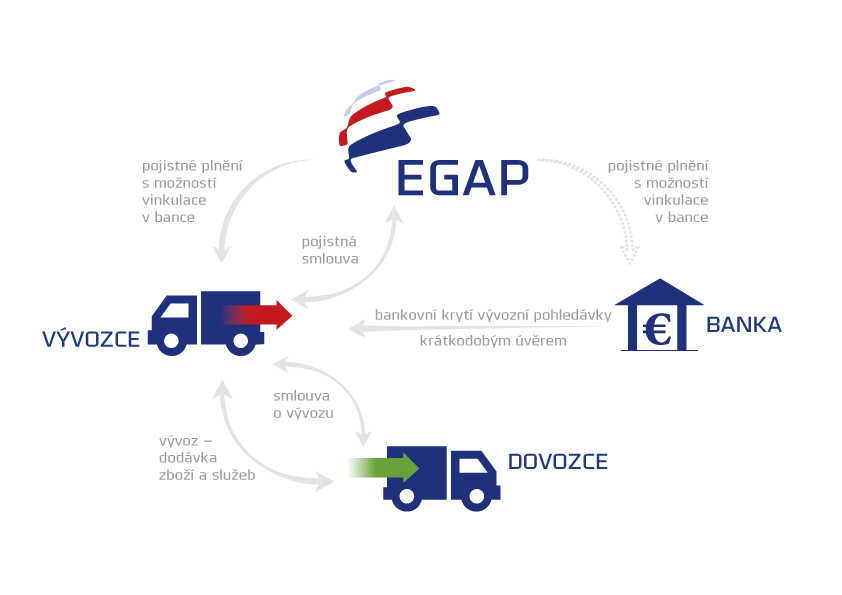 EGAP
pojistné plnění
s možností
vinkulace
v bance
pojistné plnění
s možností
vinkulace
v bance
pojistná
smlouva
bankovní krytí vývozní pohledávky
krátkodobým úvěrem
VÝVOZCE
€
BANKA
smlouva
o vývozu
vývoz –
dodávka
zboží a služeb
DOVOZCE